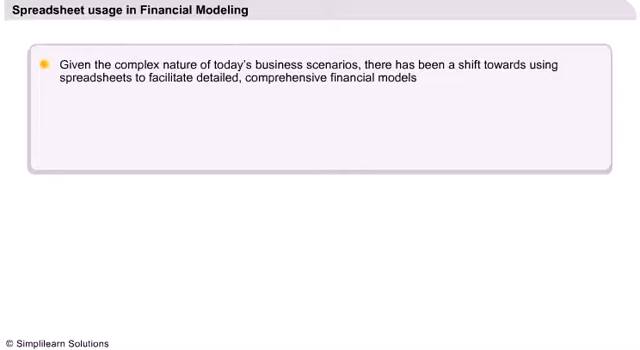 Spreadsheet usage in Financial Modeling
Given the complex nature of today's business scenarios, there has been a shift towards using
spreadsheets to facilitate detailed, comprehensive financial models
© Simplilearn Solutions